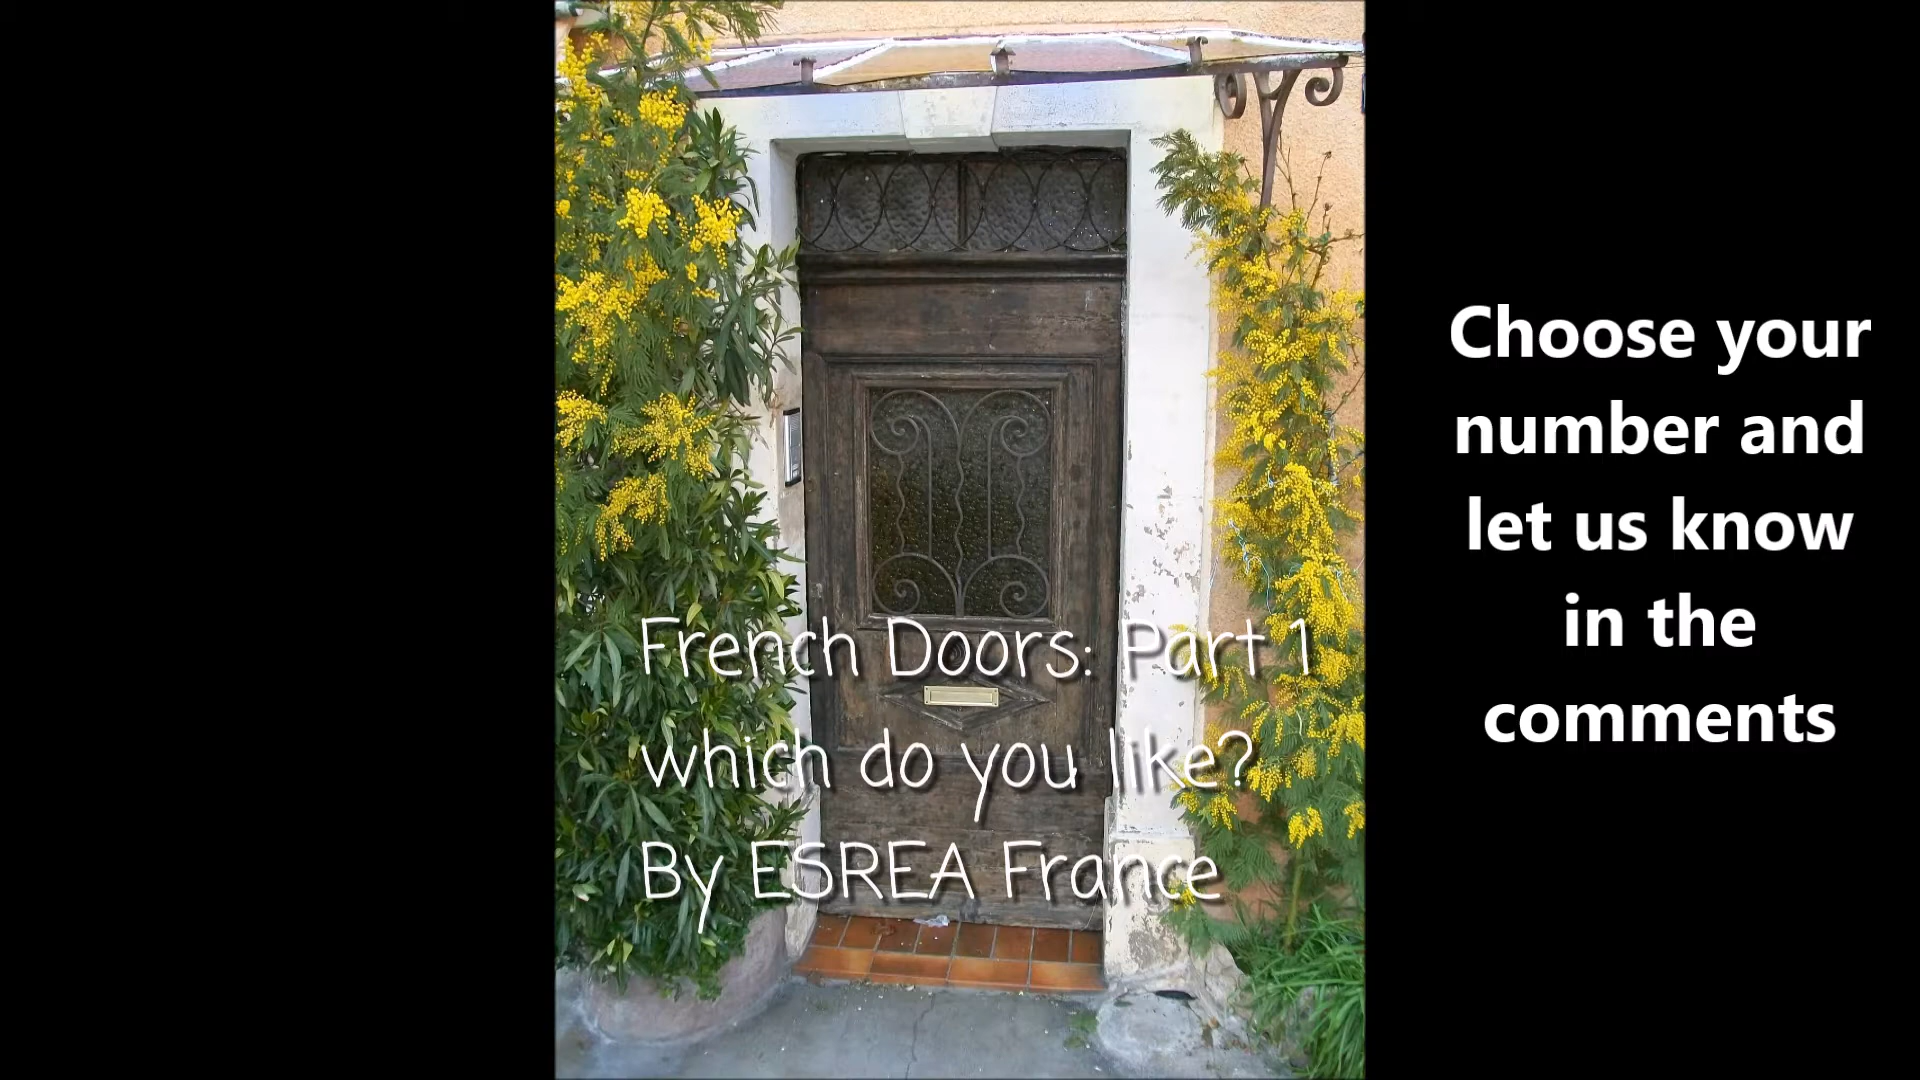 French Doors: Part 1
which do you like?
By ESREA France
Choose your
number and
let us know
in the
comments